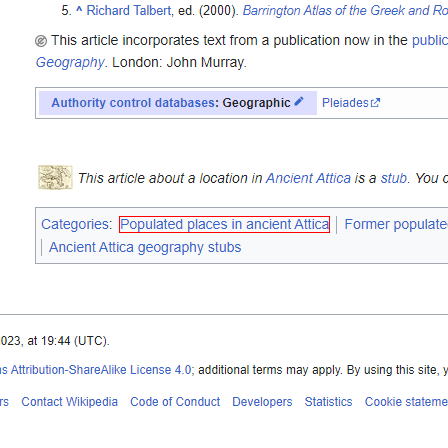 5. ^ Richard Talbert, ed. (2000). Barrington Atlas of the Greek and Ro
This article incorporates text from a publication now in the public
Geography. London: John Murray.
Authority control databases: Geographic Pleiades
This article about a location in Ancient Attica is a stub. You c
Categories: Populated places in ancient Attica | Former populate
| Ancient Attica geography stubs
023, at 19:44 (UTC).
s Attribution-ShareAlike License 4.0; additional terms may apply. By using this site, y
rs Contact Wikipedia Code of Conduct Developers Statistics Cookie stateme